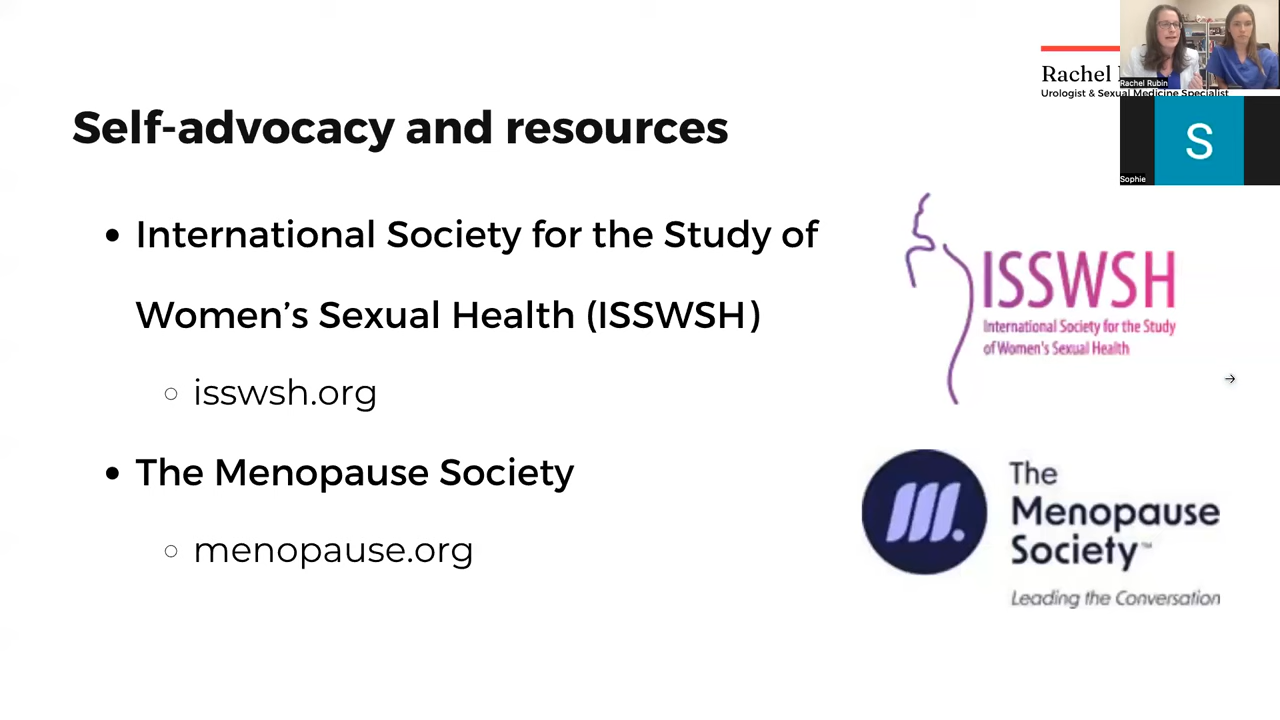 Rachel
Urologist & Sexual Medicine Specialist
Rachel Rubin
S
Sophie
Self-advocacy and resources
• International Society for the Study of
Women’s Sexual Health (ISSWSH)
○ isswsh.org
• The Menopause Society
○ menopause.org
ISSWSH
International Society for the Study
of Women's Sexual Health
→
The
Menopause
Society™
Leading the Conversation